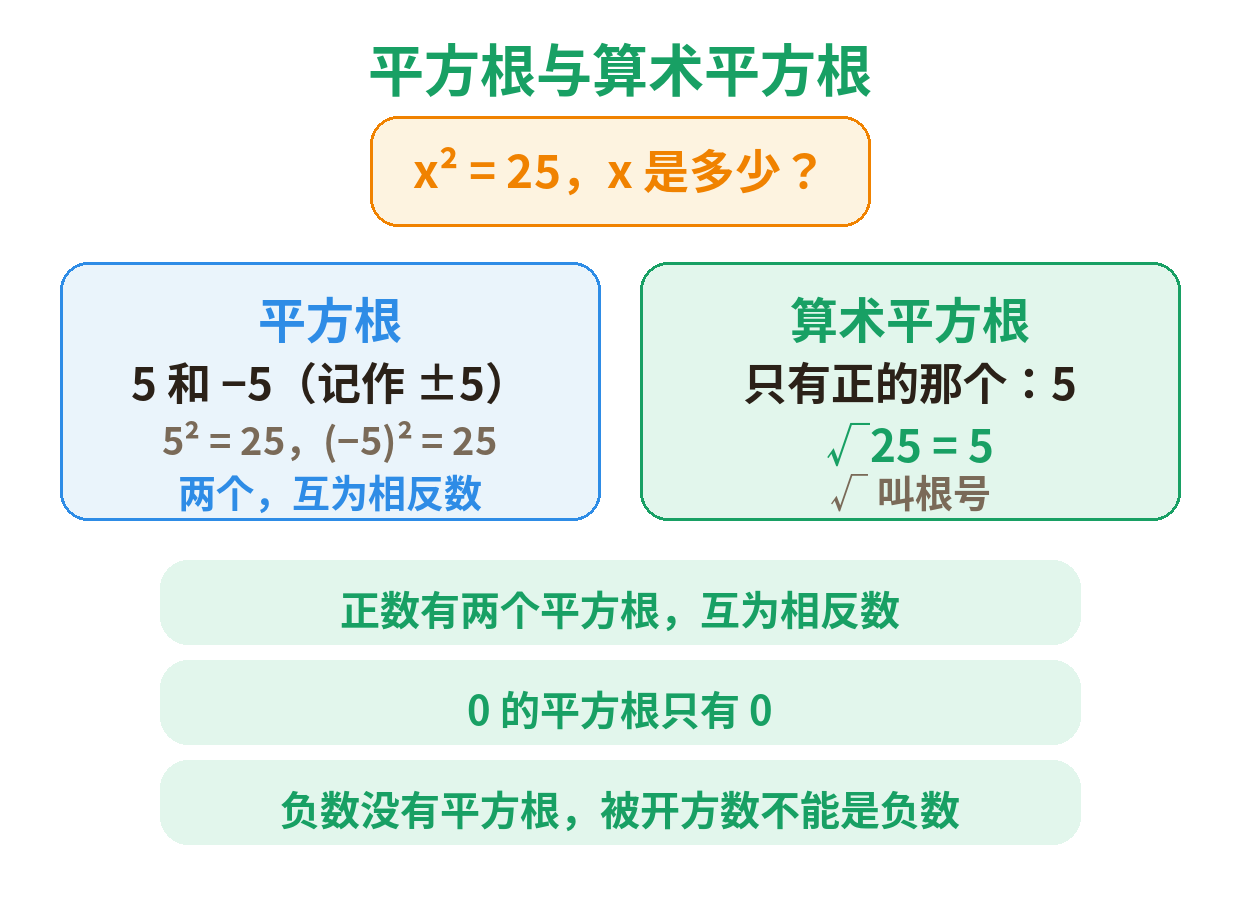 平方根与算术平方根
x² = 25，x 是多少？
平方根
5 和 −5（记作 ±5）
5² = 25，(−5)² = 25
两个，互为相反数
算术平方根
只有正的那个：5
√25 = 5
√ 叫根号
正数有两个平方根，互为相反数
0 的平方根只有 0
负数没有平方根，被开方数不能是负数